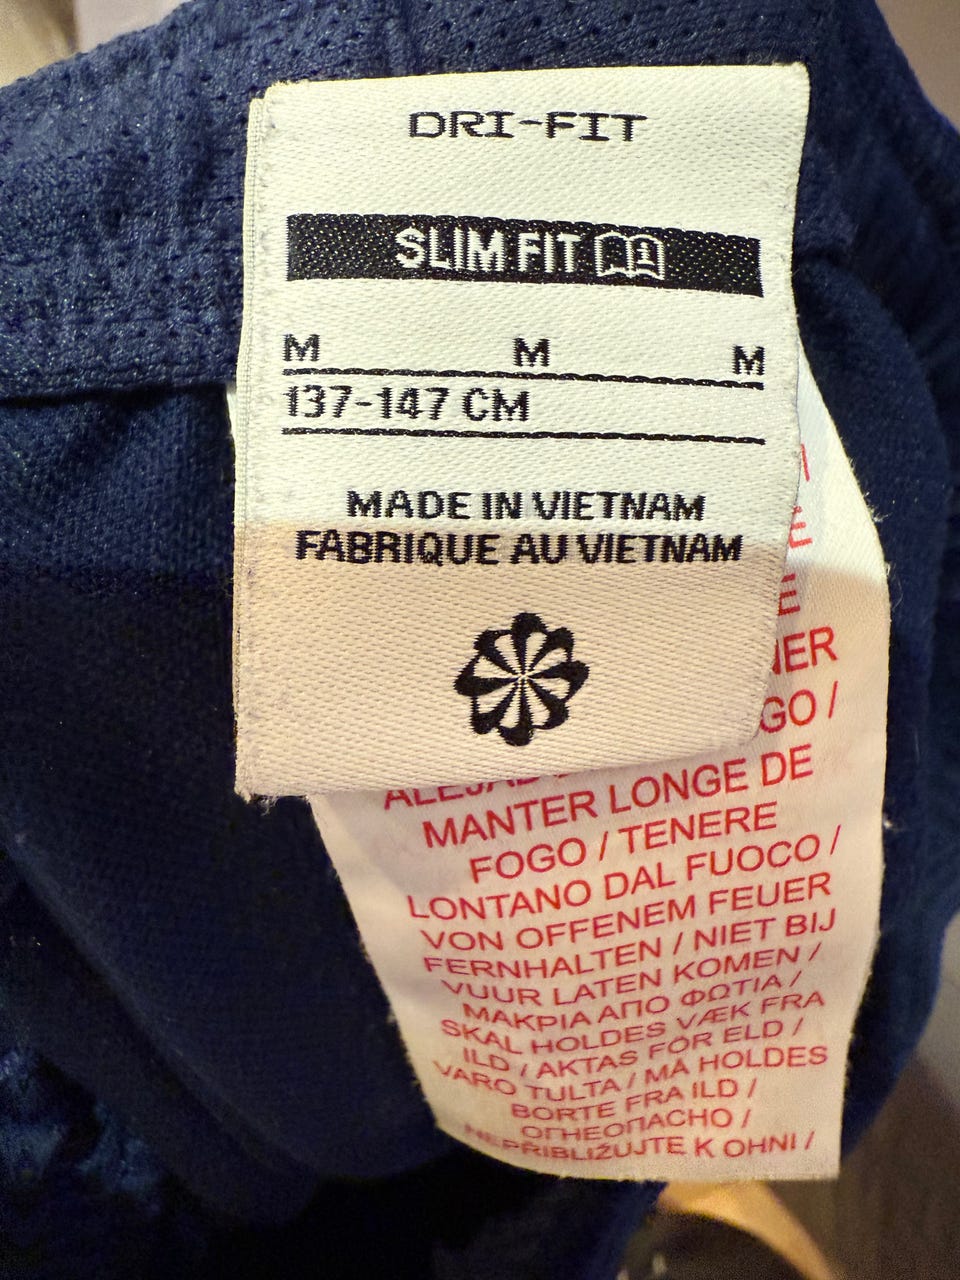 DRI-FIT
SLIM FIT 1
M M M
137-147 CM
MADE IN VIETNAM
FABRIQUE AU VIETNAM
MANTER LONGE DE
FOGO / TENERE
LONTANO DAL FUOCO /
VON OFFENEM FEUER
FERNHALTEN / NIET BIJ
VUUR LATEN KOMEN /
ΜΑΚΡΙΑ ΑΠΟ ΦΩΤΙΑ /
SKAL HOLDES VÆK FRA
ILD / AKTAS FÖR ELD /
VARO TULTA / MÅ HOLDES
BORTE FRA ILD /
ОГНЕОПАСНО /
NEPŘIBLIŽUJTE K OHNI /